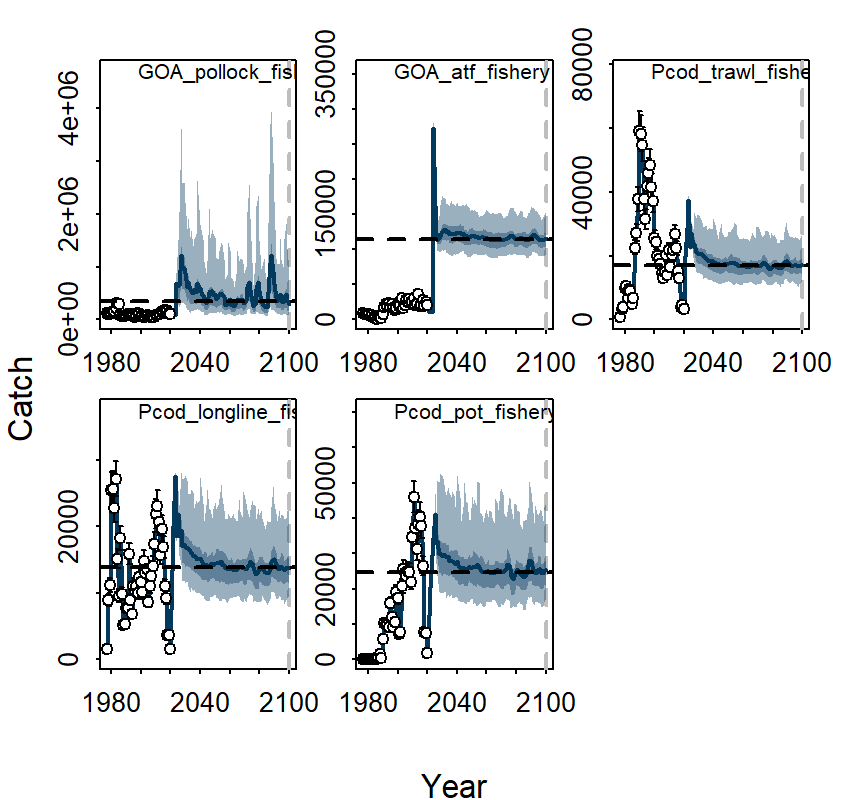 GOA_pollock_fish
GOA_atf_fishery
Pcod_trawl_fishe
0e+00
2e+06
4e+06
0
150000
350000
0
40000
80000
1980
2040
2100
1980
2040
2100
1980
2040
2100
Catch
Pcod_longline_fis
Pcod_pot_fishery
0
20000
0
20000
50000
1980
2040
2100
1980
2040
2100
Year